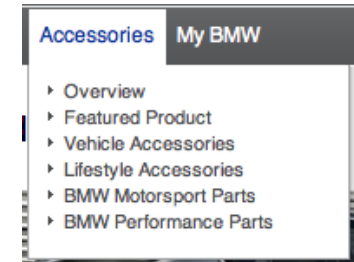 Accessories My BMW
Overview
Featured Product
Vehicle Accessories
Lifestyle Accessories
BMW Motorsport Parts
BMW Performance Parts